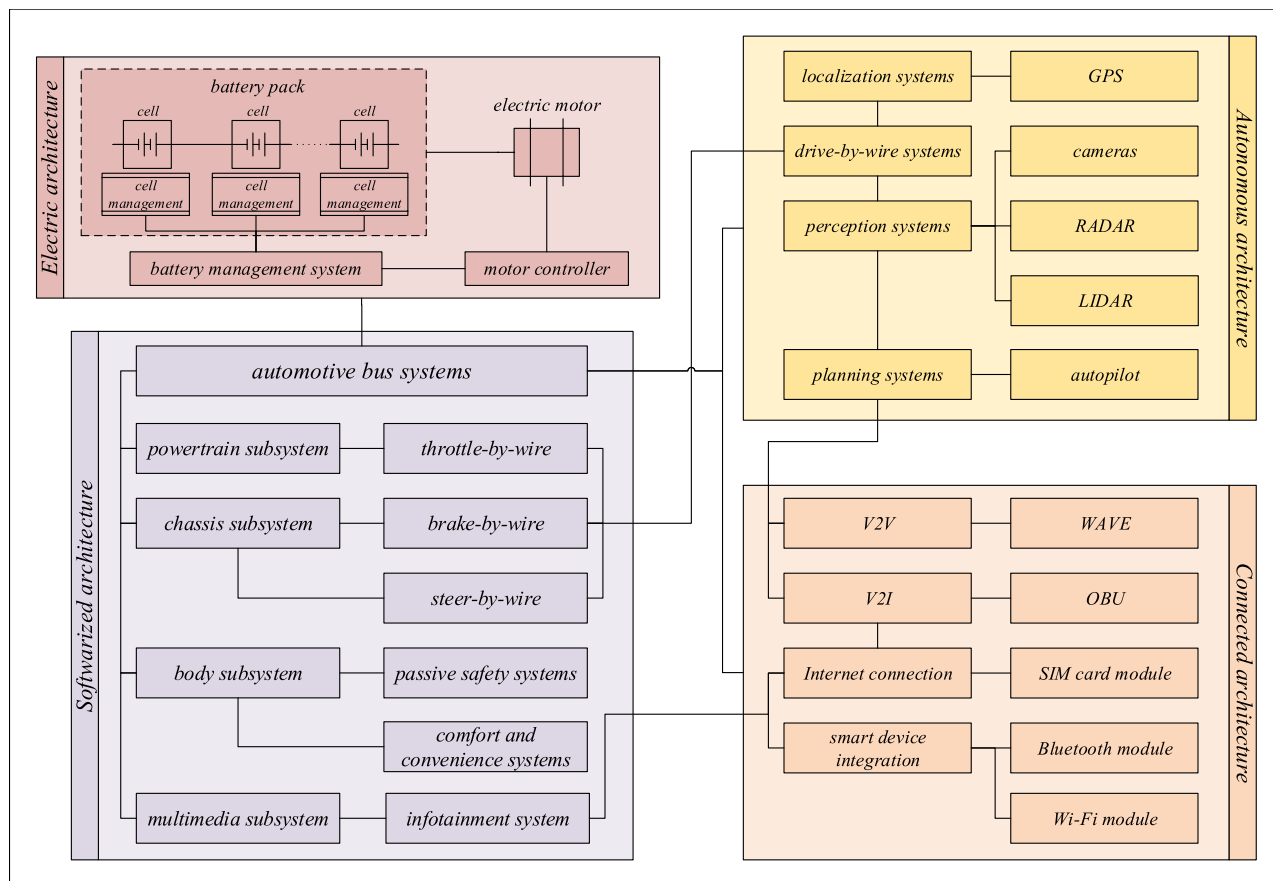 Electric architecture
battery pack
cell
cell
cell
cell
management
cell
management
cell
management
electric motor
battery management system
motor controller
Softwarized architecture
automotive bus systems
powertrain subsystem
throttle-by-wire
chassis subsystem
brake-by-wire
steer-by-wire
body subsystem
passive safety systems
comfort and
convenience systems
multimedia subsystem
infotainment system
Autonomous architecture
localization systems
GPS
drive-by-wire systems
cameras
perception systems
RADAR
LIDAR
planning systems
autopilot
Connected architecture
V2V
WAVE
V2I
OBU
Internet connection
SIM card module
smart device
integration
Bluetooth module
Wi-Fi module